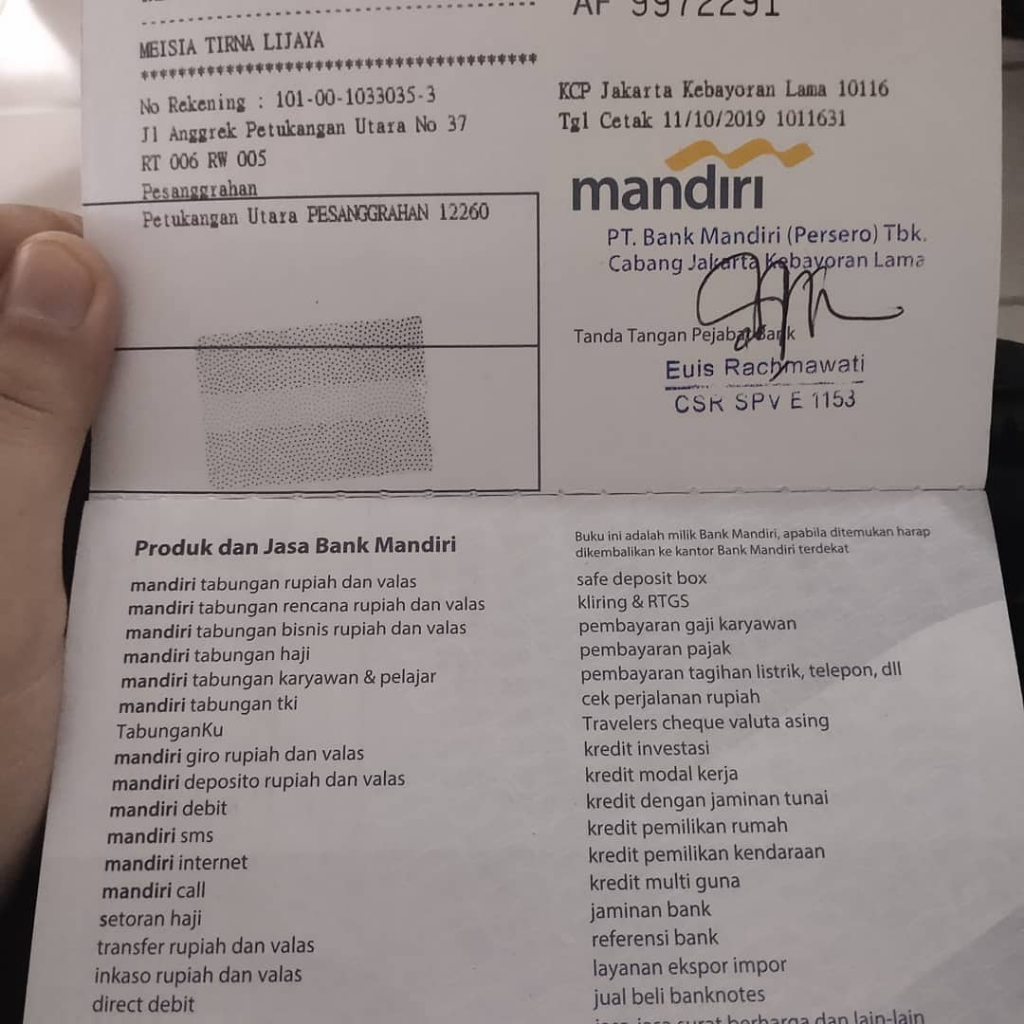 AF 9972291
MEISIA TIRNA LIJAYA
****************************************
No Rekening : 101-00-1033035-3
Jl Anggrek Petukangan Utara No 37
RT 006 RW 005
Pesanggrahan
Petukangan Utara PESANGGRAHAN 12260
KCP Jakarta Kebayoran Lama 10116
Tgl Cetak 11/10/2019 1011631
mandırı
PT. Bank Mandiri (Persero) Tbk.
Cabang Jakarta Kebayoran Lama
Tanda Tangan Pejabat Bank
Euis Rachmawati
CSR SPV E 1153
Produk dan Jasa Bank Mandiri
mandiri tabungan rupiah dan valas
mandiri tabungan rencana rupiah dan valas
mandiri tabungan bisnis rupiah dan valas
mandiri tabungan haji
mandiri tabungan karyawan & pelajar
mandiri tabungan tki
TabunganKu
mandiri giro rupiah dan valas
mandiri deposito rupiah dan valas
mandiri debit
mandiri sms
mandiri internet
mandiri call
setoran haji
transfer rupiah dan valas
inkaso rupiah dan valas
direct debit
Buku ini adalah milik Bank Mandiri, apabila ditemukan harap
dikembalikan ke kantor Bank Mandiri terdekat
safe deposit box
kliring & RTGS
pembayaran gaji karyawan
pembayaran pajak
pembayaran tagihan listrik, telepon, dll
cek perjalanan rupiah
Travelers cheque valuta asing
kredit investasi
kredit modal kerja
kredit dengan jaminan tunai
kredit pemilikan rumah
kredit pemilikan kendaraan
kredit multi guna
jaminan bank
referensi bank
layanan ekspor impor
jual beli banknotes
jasa-jasa surat berharga dan lain-lain